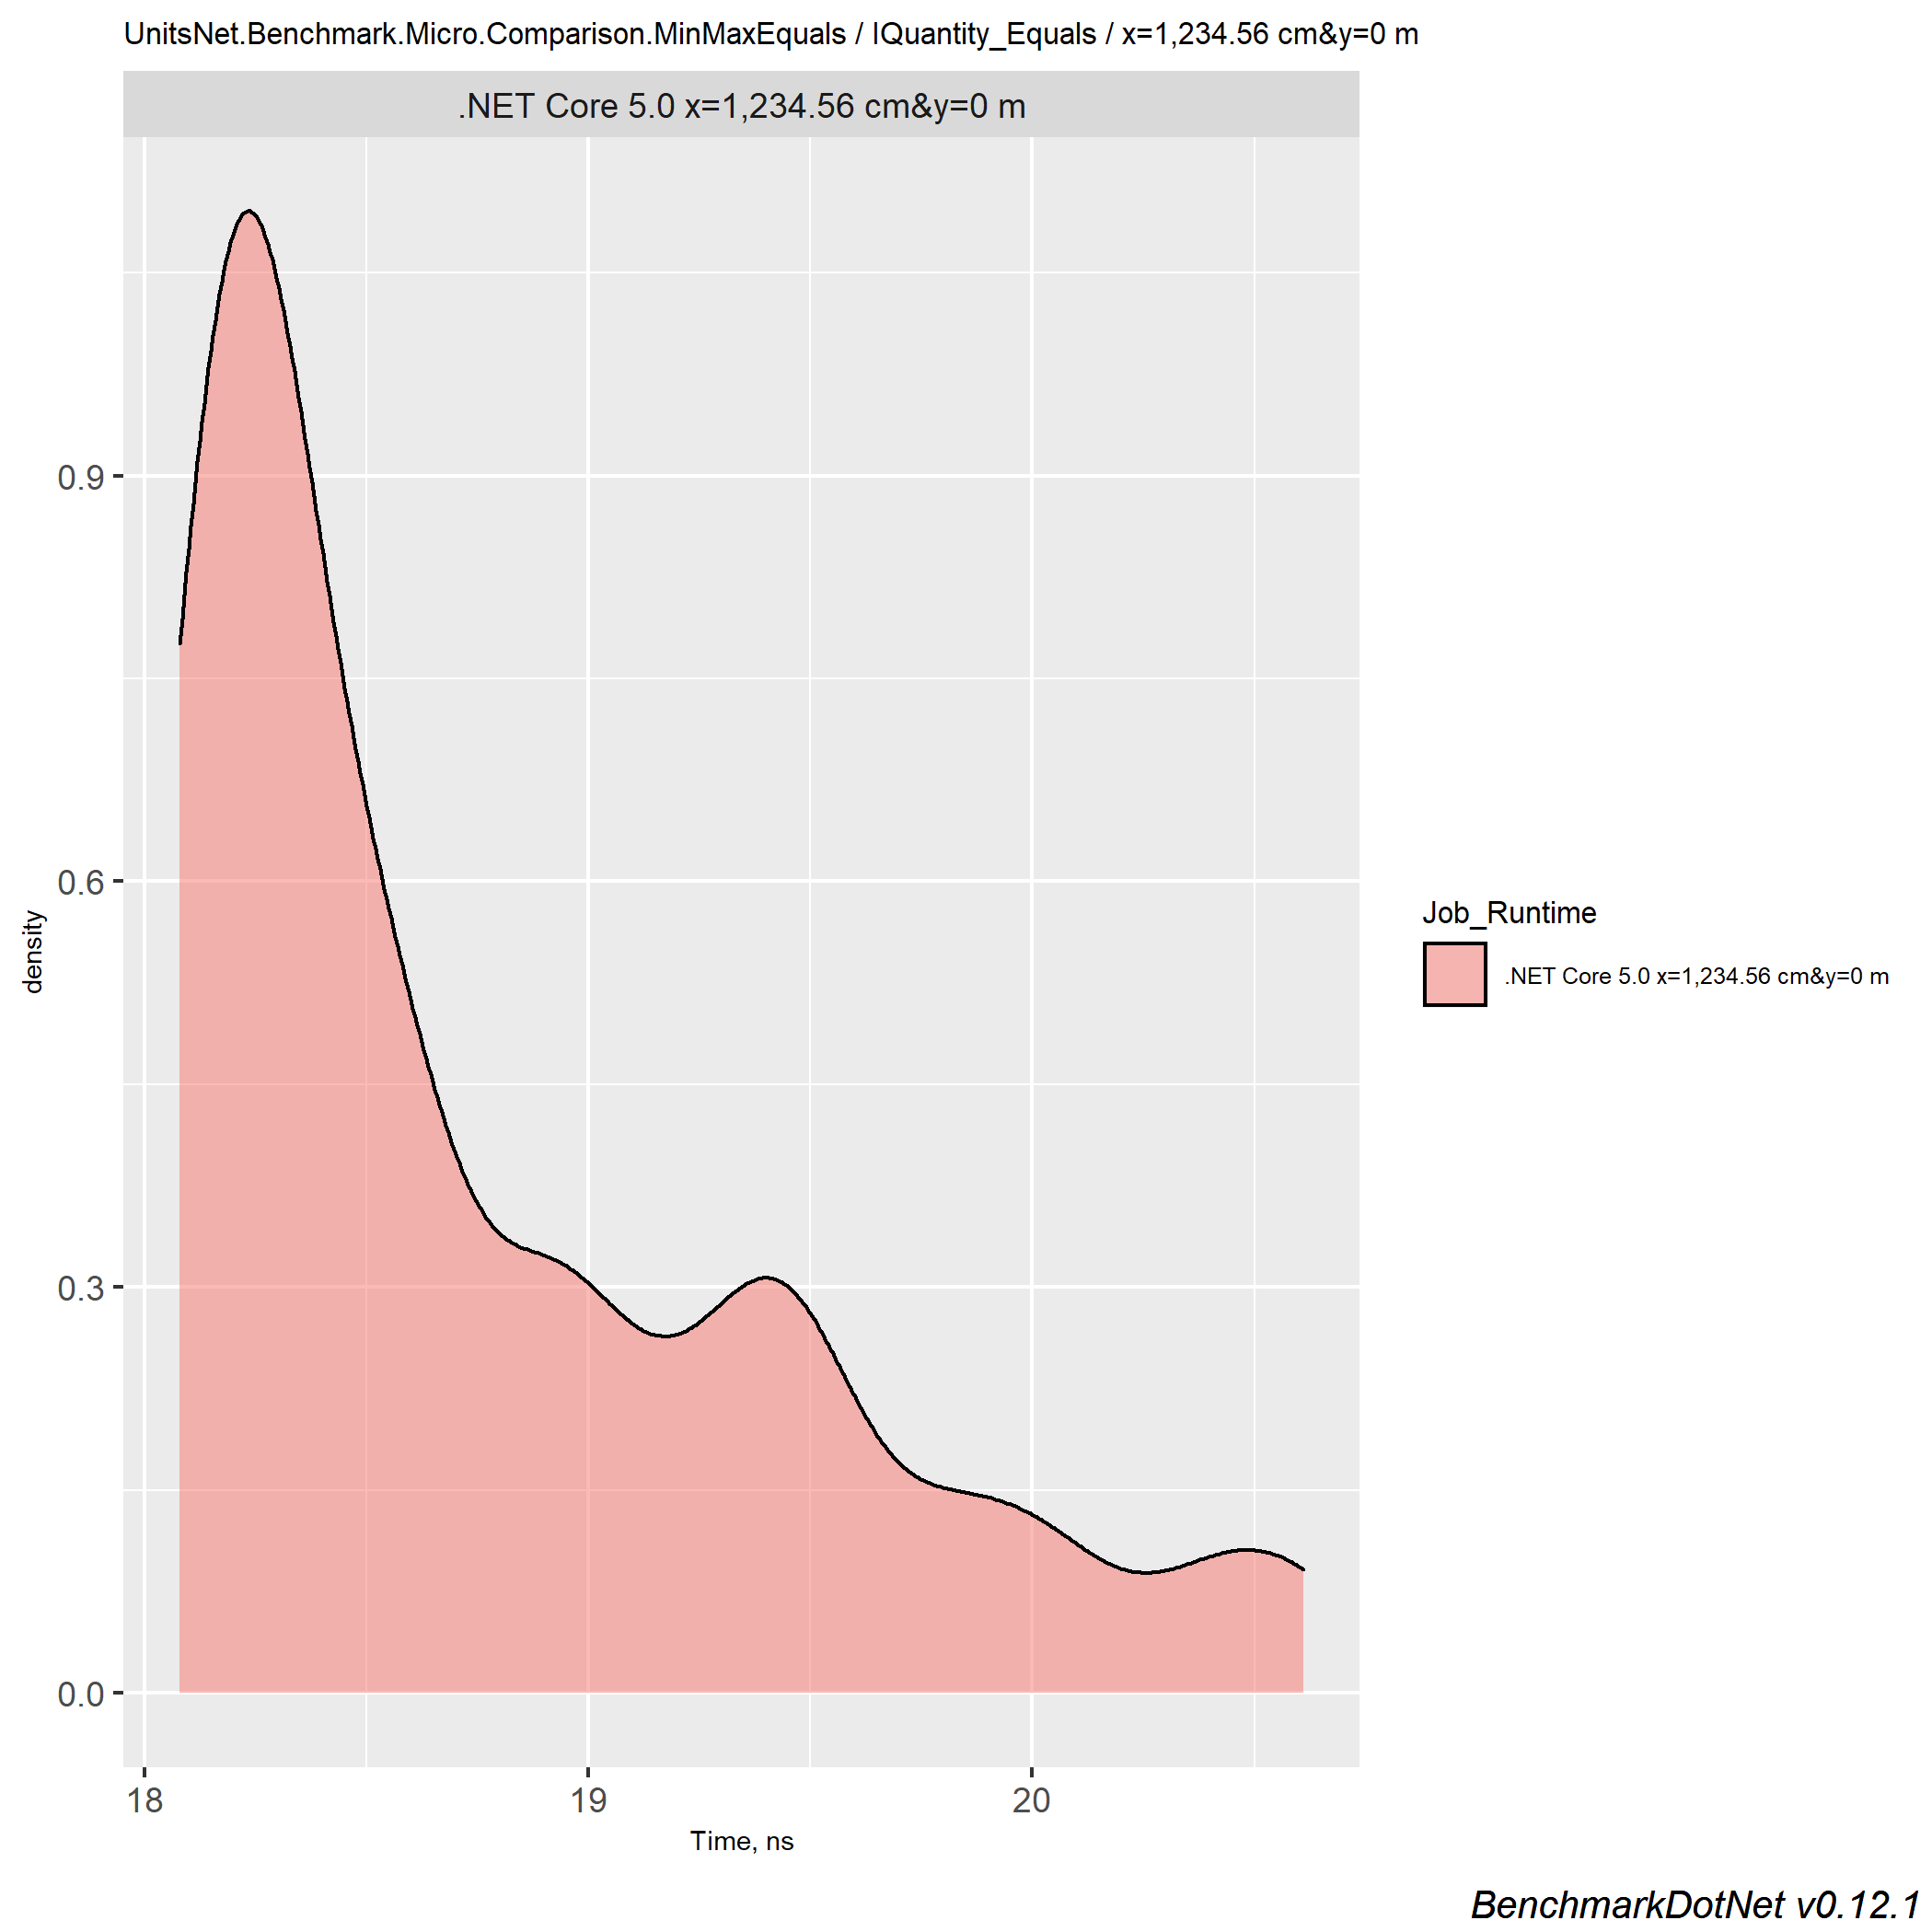 UnitsNet.Benchmark.Micro.Comparison.MinMaxEquals / IQuantity_Equals / x=1,234.56 cm&y=0 m
.NET Core 5.0 x=1,234.56 cm&y=0 m
0.9
0.6
0.3
0.0
density
18
19
20
Time, ns
Job_Runtime
.NET Core 5.0 x=1,234.56 cm&y=0 m
BenchmarkDotNet v0.12.1